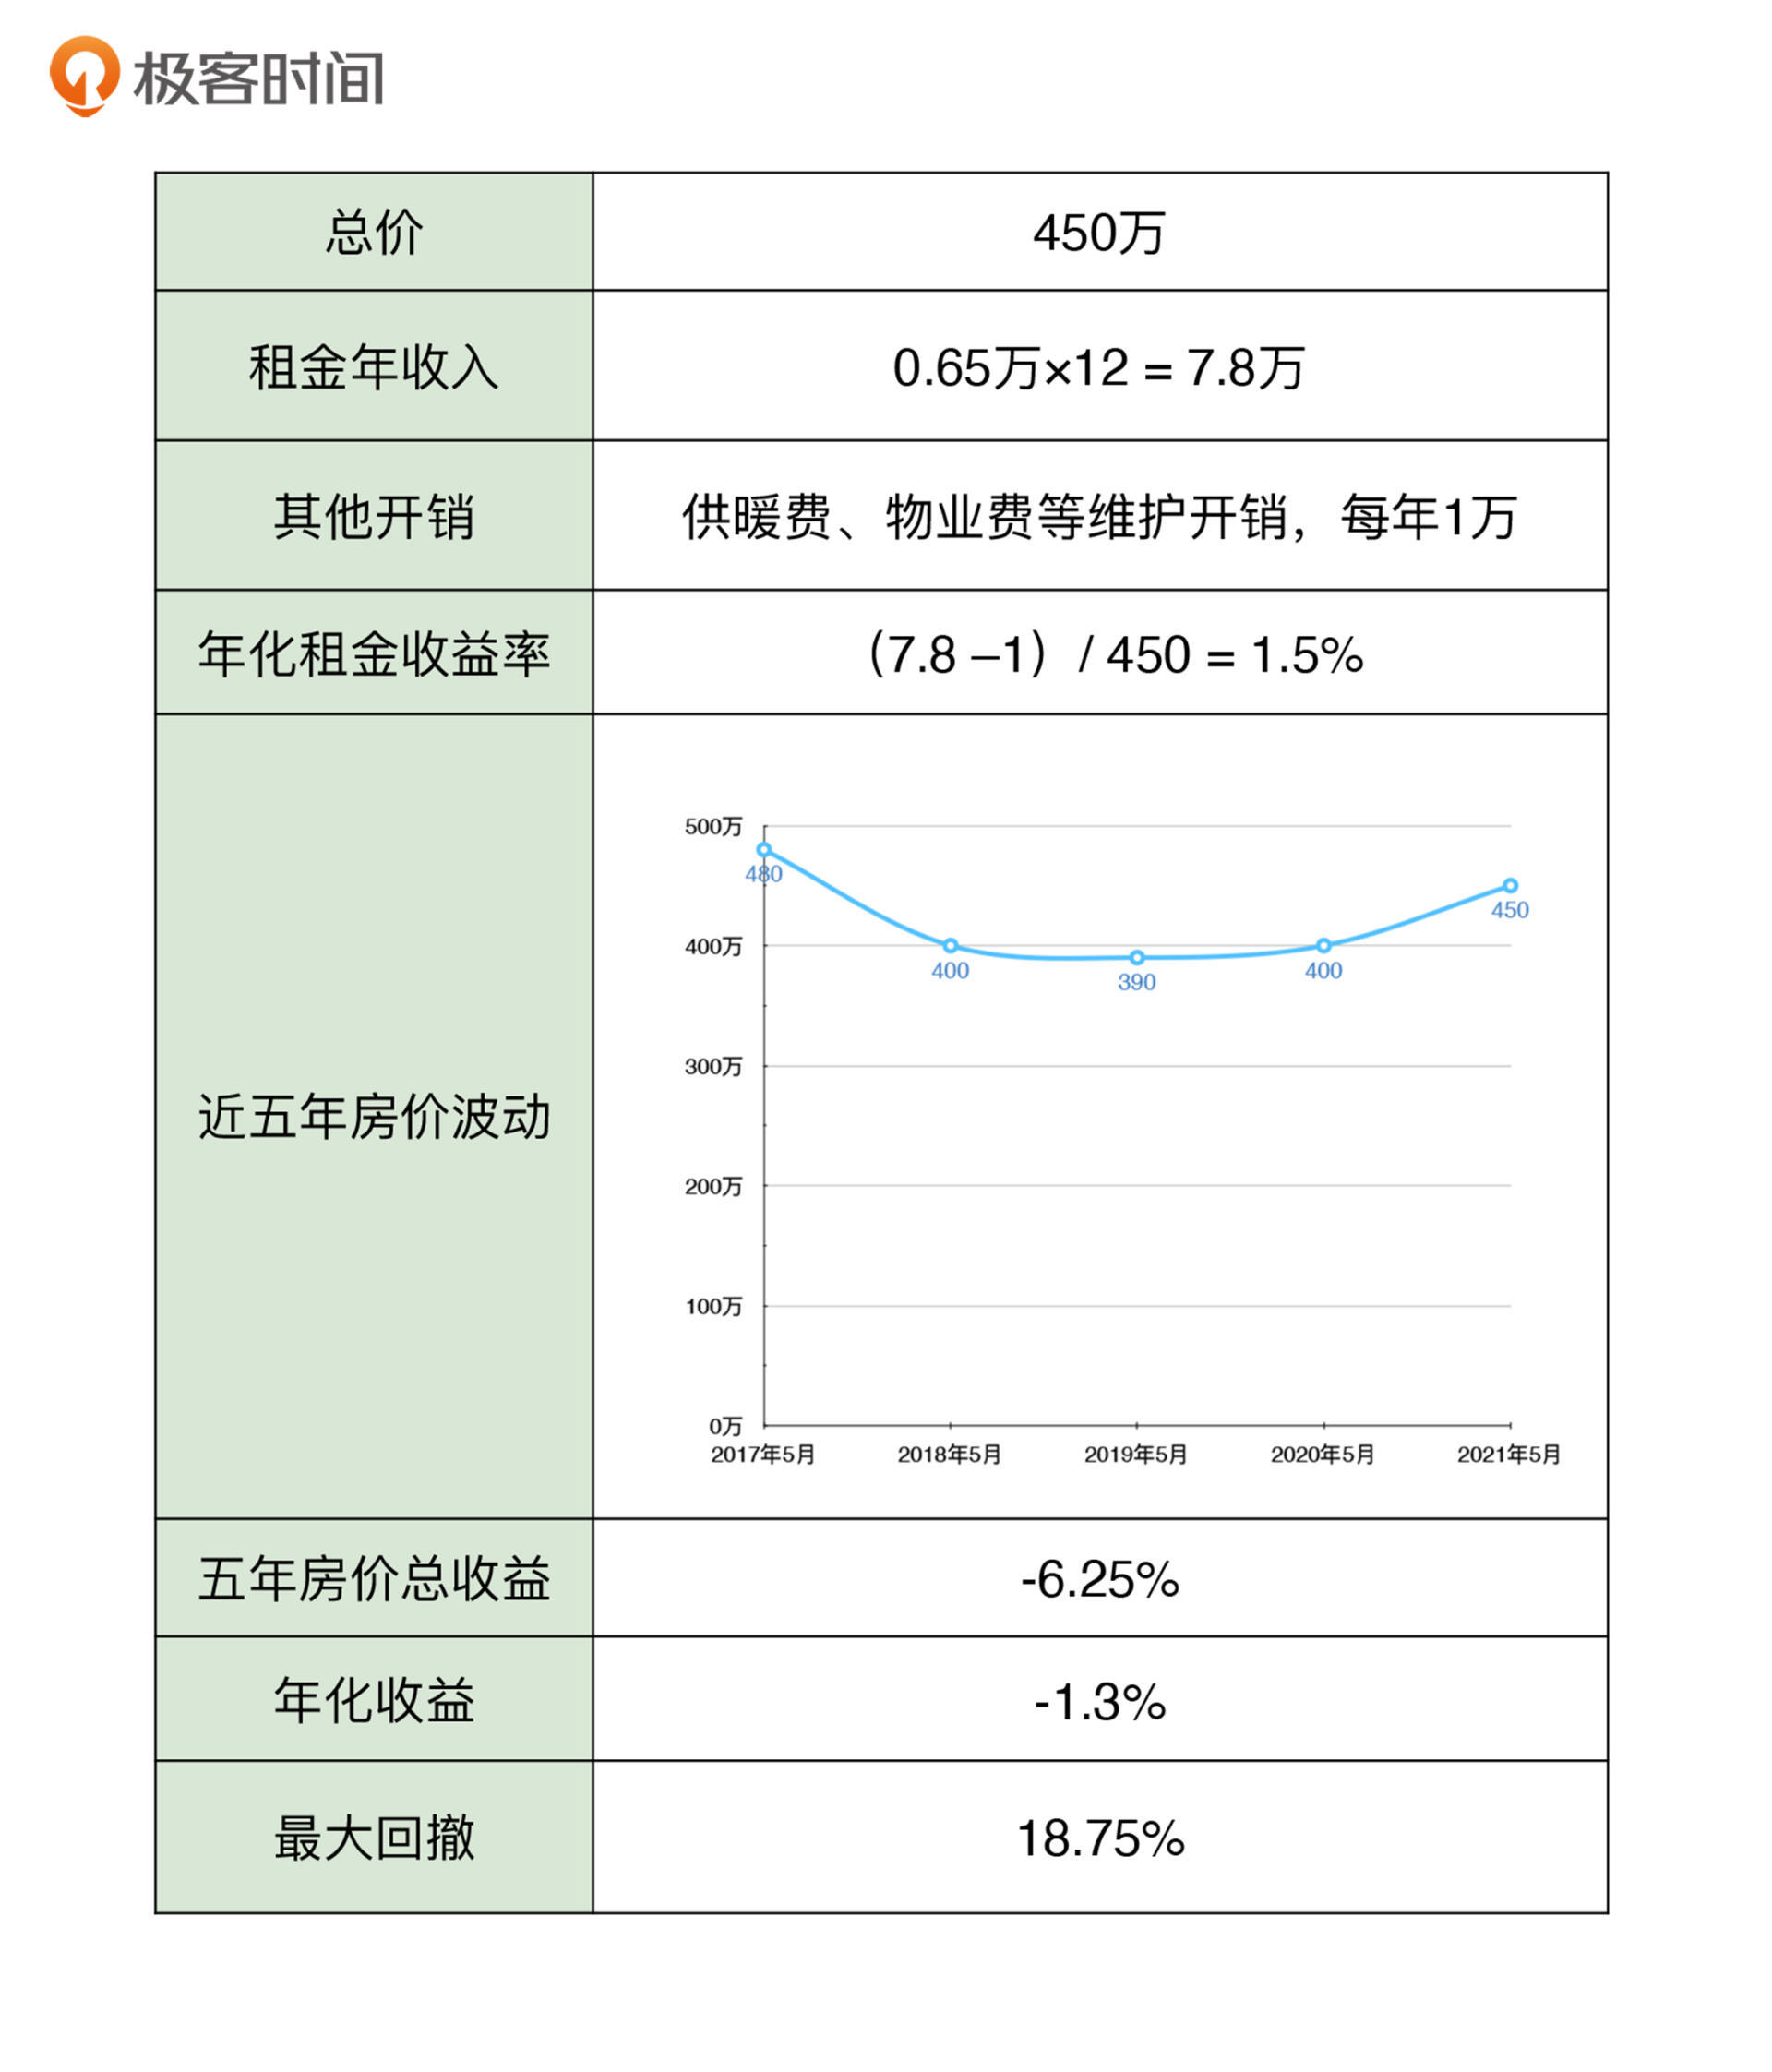 极客时间
总价 450万
租金年收入 0.65万×12 = 7.8万
其他开销 供暖费、物业费等维护开销，每年1万
年化租金收益率 （7.8 –1）/ 450 = 1.5%
近五年房价波动
500万
480
450
400万
400
390
400
300万
200万
100万
0万
2017年5月 2018年5月 2019年5月 2020年5月 2021年5月
五年房价总收益 -6.25%
年化收益 -1.3%
最大回撤 18.75%